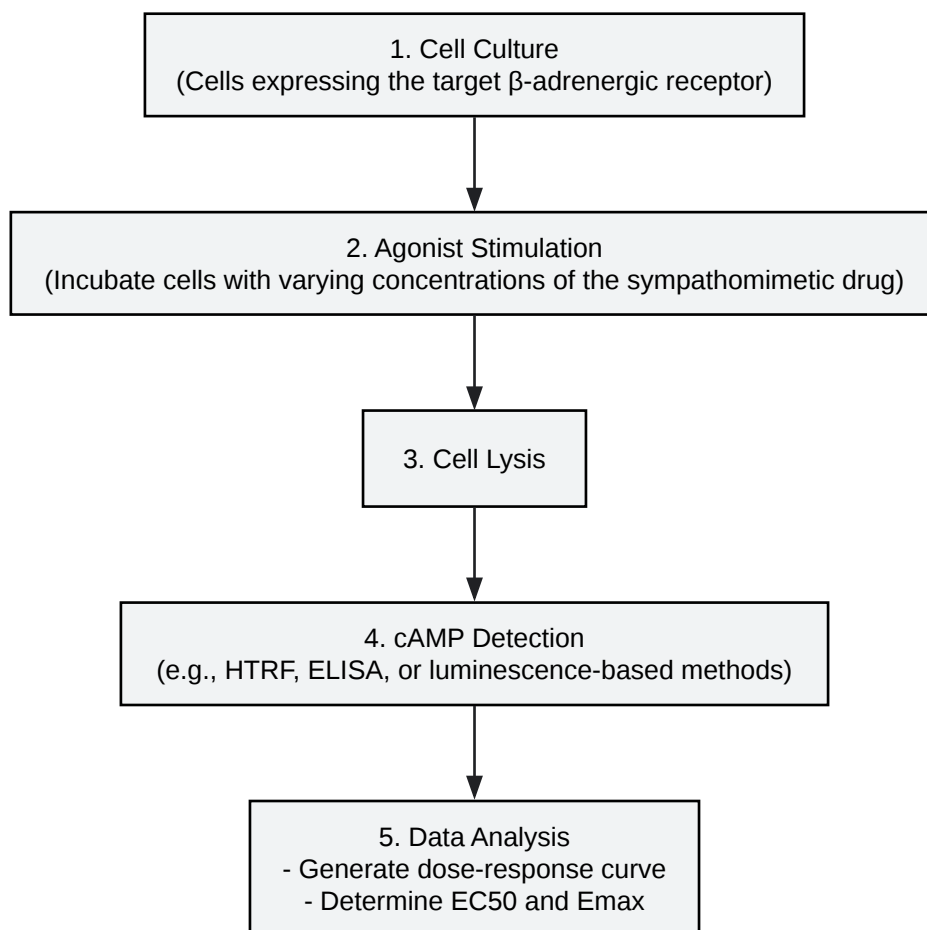 1. Cell Culture
(Cells expressing the target β-adrenergic receptor)
2. Agonist Stimulation
(Incubate cells with varying concentrations of the sympathomimetic drug)
3. Cell Lysis
4. cAMP Detection
(e.g., HTRF, ELISA, or luminescence-based methods)
5. Data Analysis
- Generate dose-response curve
- Determine EC50 and Emax